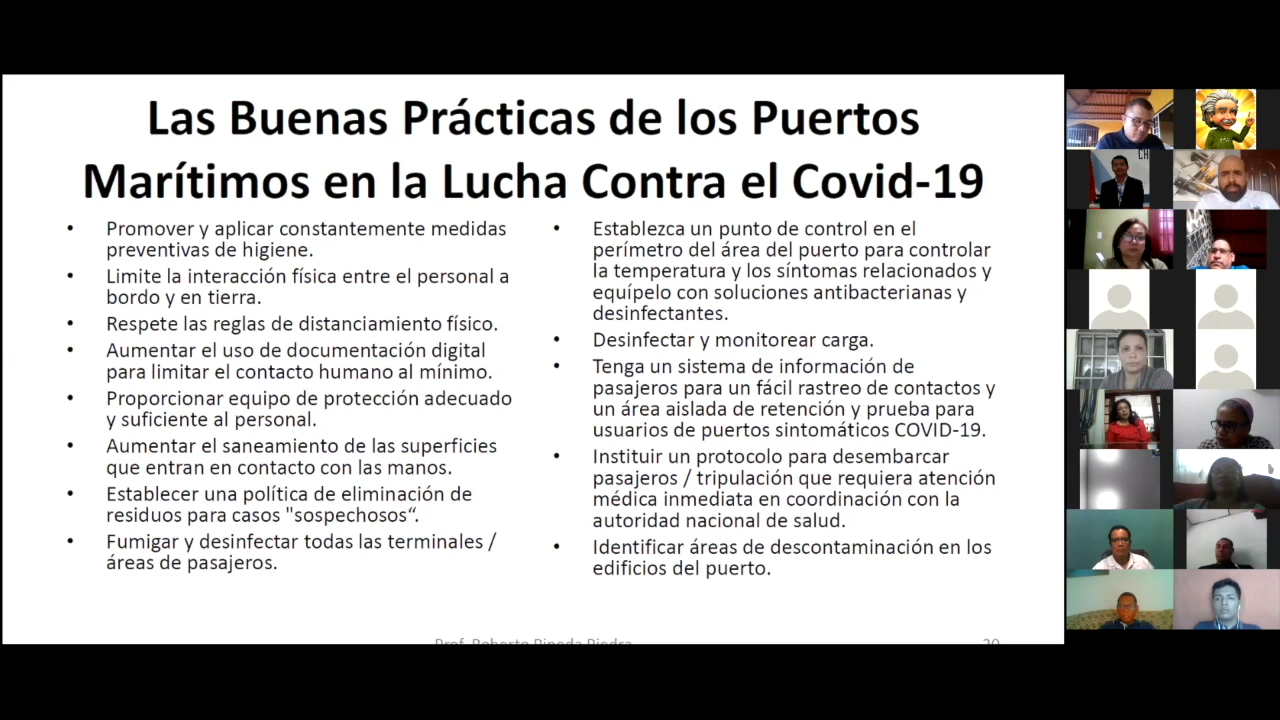 Las Buenas Prácticas de los Puertos
Marítimos en la Lucha Contra el Covid-19
• Promover y aplicar constantemente medidas
preventivas de higiene.
• Limite la interacción física entre el personal a
bordo y en tierra.
• Respete las reglas de distanciamiento físico.
• Aumentar el uso de documentación digital
para limitar el contacto humano al mínimo.
• Proporcionar equipo de protección adecuado
y suficiente al personal.
• Aumentar el saneamiento de las superficies
que entran en contacto con las manos.
• Establecer una política de eliminación de
residuos para casos "sospechosos“.
• Fumigar y desinfectar todas las terminales /
áreas de pasajeros.
• Establezca un punto de control en el
perímetro del área del puerto para controlar
la temperatura y los síntomas relacionados y
equípelo con soluciones antibacterianas y
desinfectantes.
• Desinfectar y monitorear carga.
• Tenga un sistema de información de
pasajeros para un fácil rastreo de contactos y
un área aislada de retención y prueba para
usuarios de puertos sintomáticos COVID-19.
• Instituir un protocolo para desembarcar
pasajeros / tripulación que requiera atención
médica inmediata en coordinación con la
autoridad nacional de salud.
• Identificar áreas de descontaminación en los
edificios del puerto.
Prof. Roberto Pineda Piedra
20